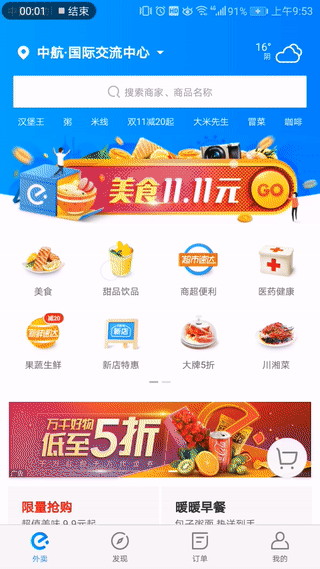 00:01 结束
91% 上午 9:53
中航·国际交流中心
16°
阴
搜索商家、商品名称
汉堡王 粥 米线 双11减20起 大米先生 冒菜 咖啡
美食11.11元 GO
超市速达
美食 甜品饮品 商超便利 医药健康
减20
新店
果蔬生鲜 新店特惠 大牌5折 川湘菜
万千好物
低至5折
广告
限量抢购 暖暖早餐
超值美味 9.9元起 包子粥面 热送到手
外卖 发现 订单 我的